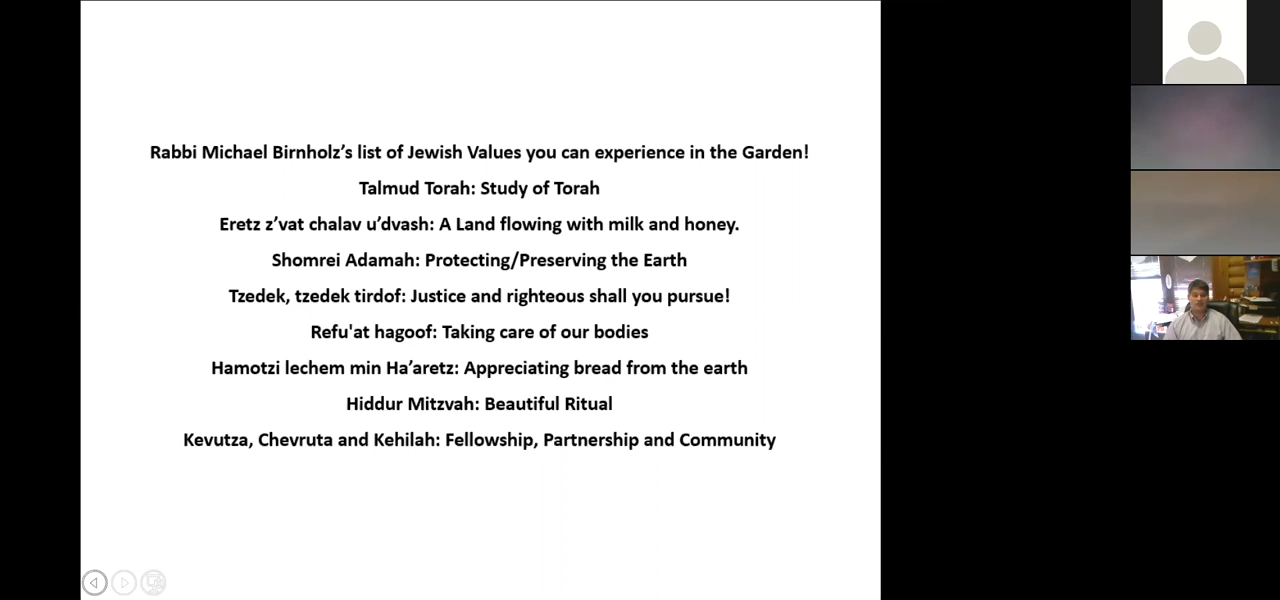 Rabbi Michael Birnholz’s list of Jewish Values you can experience in the Garden!
Talmud Torah: Study of Torah
Eretz z’vat chalav u’dvash: A Land flowing with milk and honey.
Shomrei Adamah: Protecting/Preserving the Earth
Tzedek, tzedek tirdof: Justice and righteous shall you pursue!
Refu'at hagoof: Taking care of our bodies
Hamotzi lechem min Ha’aretz: Appreciating bread from the earth
Hiddur Mitzvah: Beautiful Ritual
Kevutza, Chevruta and Kehilah: Fellowship, Partnership and Community